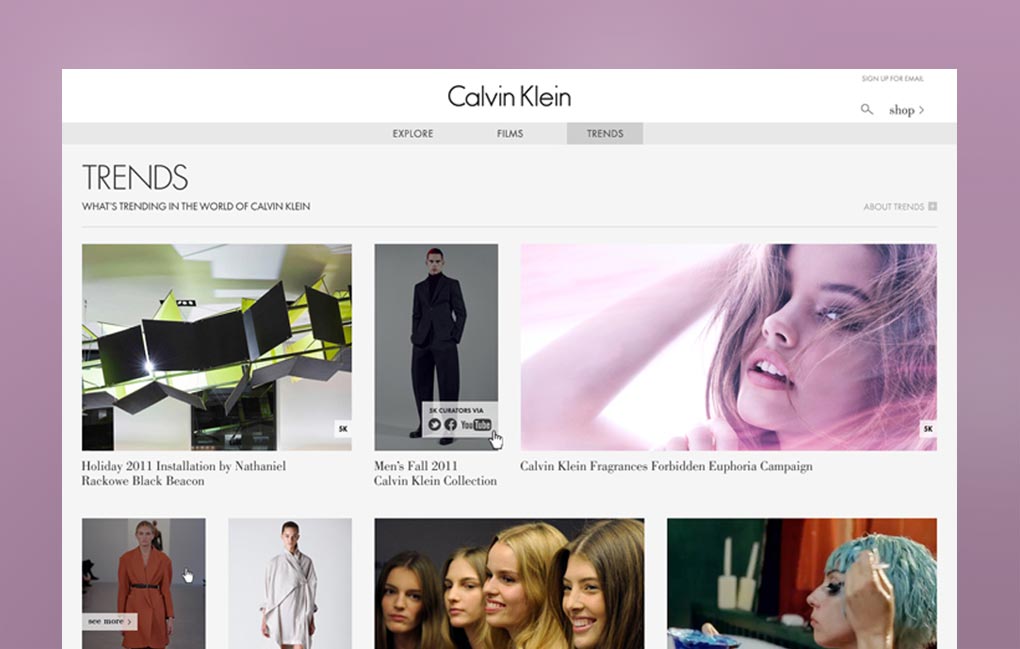 SIGN UP FOR EMAIL
Calvin Klein
shop >
EXPLORE
FILMS
TRENDS
TRENDS
WHAT'S TRENDING IN THE WORLD OF CALVIN KLEIN
ABOUT TRENDS +
5K
5K CURATORS VIA
You Tube
5K
Holiday 2011 Installation by Nathaniel
Rackowe Black Beacon
Men's Fall 2011
Calvin Klein Collection
Calvin Klein Fragrances Forbidden Euphoria Campaign
see more >